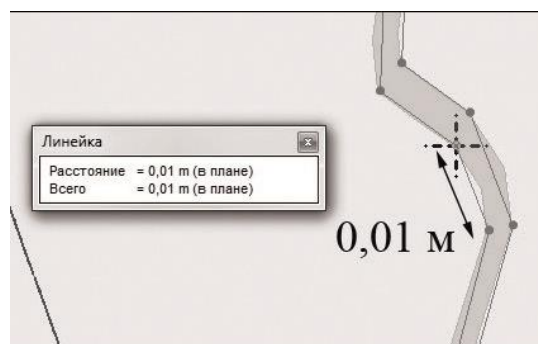 Линейка
Расстояние = 0,01 m (в плане)
Всего = 0,01 m (в плане)
0,01 м